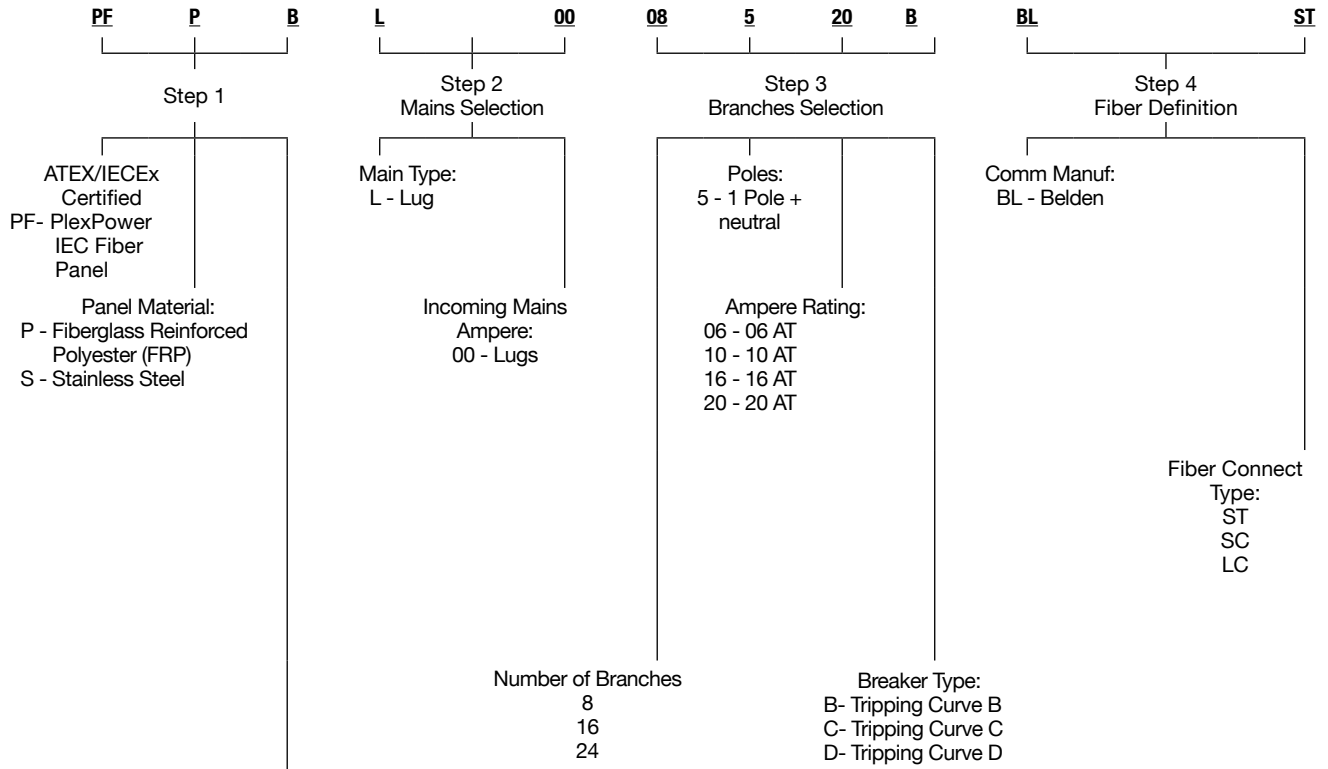 PF P B L 00 08 5 20 B BL ST
Step 1
Step 2
Mains Selection
Step 3
Branches Selection
Step 4
Fiber Definition
ATEX/IECEx
Certified
PF- PlexPower
IEC Fiber
Panel
Panel Material:
P - Fiberglass Reinforced
Polyester (FRP)
S - Stainless Steel
Main Type:
L - Lug
Incoming Mains
Ampere:
00 - Lugs
Number of Branches
8
16
24
Poles:
5 - 1 Pole +
neutral
Ampere Rating:
06 - 06 AT
10 - 10 AT
16 - 16 AT
20 - 20 AT
Breaker Type:
B- Tripping Curve B
C- Tripping Curve C
D- Tripping Curve D
Comm Manuf:
BL - Belden
Fiber Connect
Type:
ST
SC
LC